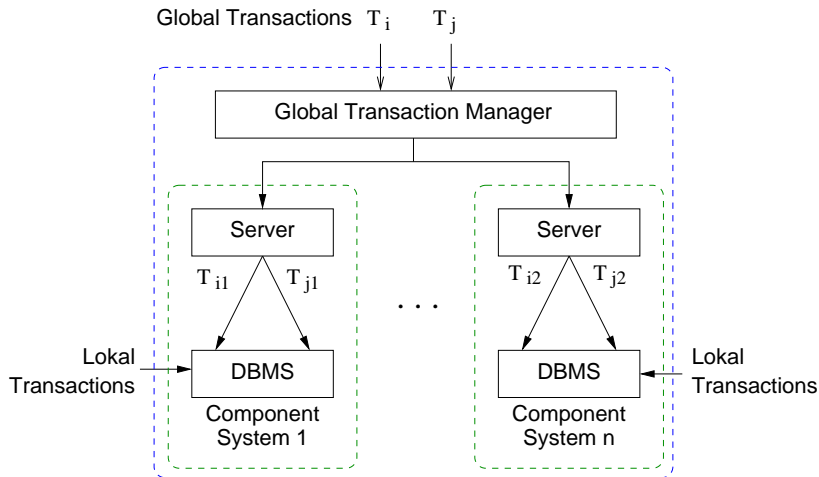 Global Transactions T i T j
Global Transaction Manager
Server Server
T i1 T j1 T i2 T j2
. . .
Lokal
Transactions
DBMS DBMS
Lokal
Transactions
Component
System 1
Component
System n